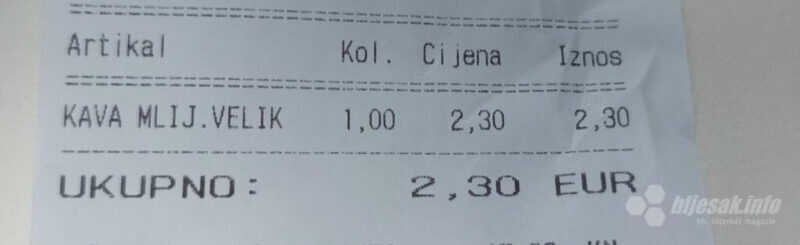 Artikal Kol. Cijena Iznos
KAVA MLIJ.VELIK 1,00 2,30 2,30
UKUPNO: 2,30 EUR
bljesak.info